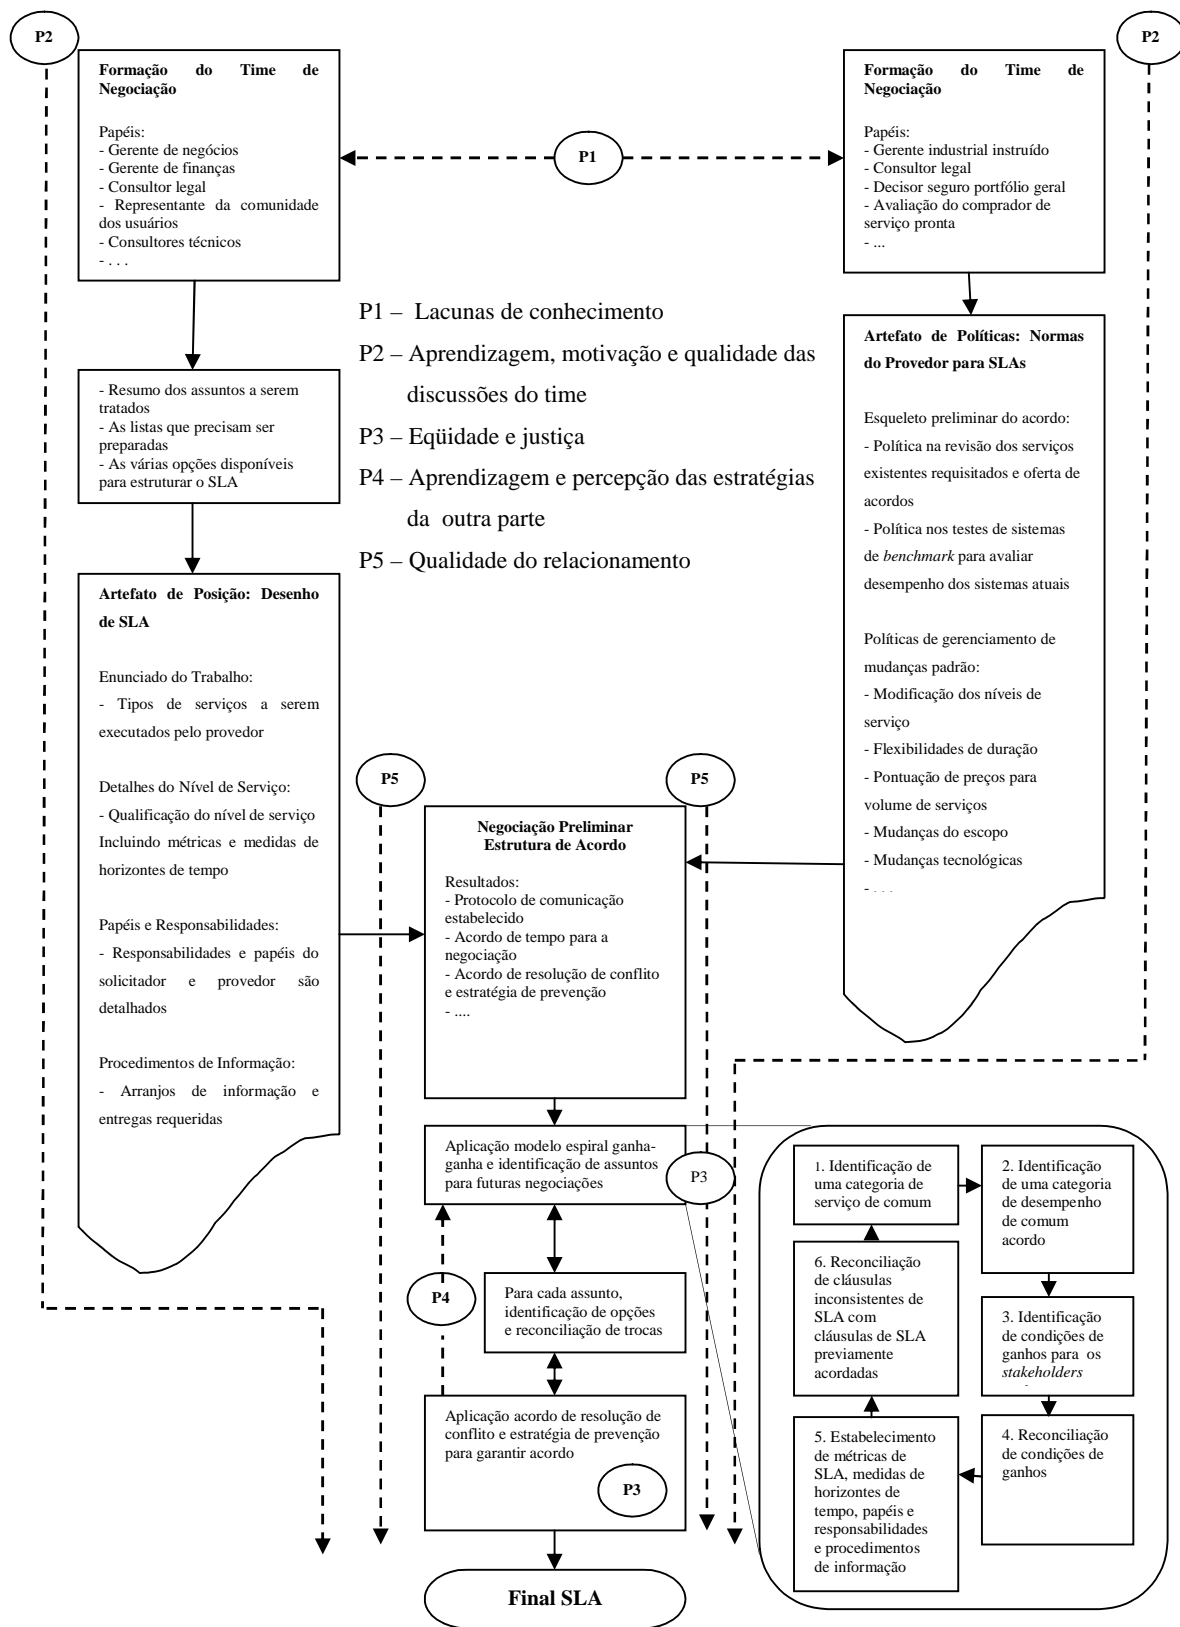 P2
Formação do Time de
Negociação
Papéis:
- Gerente de negócios
- Gerente de finanças
- Consultor legal
- Representante da comunidade
dos usuários
- Consultores técnicos
- . . .
P1
P2
Formação do Time de
Negociação
Papéis:
- Gerente industrial instruído
- Consultor legal
- Decisor seguro portfólio geral
- Avaliação do comprador de
serviço pronta
- ...
P1 – Lacunas de conhecimento
P2 – Aprendizagem, motivação e qualidade das
discussões do time
P3 – Eqüidade e justiça
P4 – Aprendizagem e percepção das estratégias
da outra parte
P5 – Qualidade do relacionamento
- Resumo dos assuntos a serem
tratados
- As listas que precisam ser
preparadas
- As várias opções disponíveis
para estruturar o SLA
Artefato de Políticas: Normas
do Provedor para SLAs
Esqueleto preliminar do acordo:
- Política na revisão dos serviços
existentes requisitados e oferta de
acordos
- Política nos testes de sistemas
de benchmark para avaliar
desempenho dos sistemas atuais
Políticas de gerenciamento de
mudanças padrão:
- Modificação dos níveis de
serviço
- Flexibilidades de duração
- Pontuação de preços para
volume de serviços
- Mudanças do escopo
- Mudanças tecnológicas
- . . .
Artefato de Posição: Desenho
de SLA
Enunciado do Trabalho:
- Tipos de serviços a serem
executados pelo provedor
Detalhes do Nível de Serviço:
- Qualificação do nível de serviço
Incluindo métricas e medidas de
horizontes de tempo
Papéis e Responsabilidades:
- Responsabilidades e papéis do
solicitador e provedor são
detalhados
Procedimentos de Informação:
- Arranjos de informação e
entregas requeridas
P5
P5
Negociação Preliminar
Estrutura de Acordo
Resultados:
- Protocolo de comunicação
estabelecido
- Acordo de tempo para a
negociação
- Acordo de resolução de conflito
e estratégia de prevenção
- ....
Aplicação modelo espiral ganha-
ganha e identificação de assuntos
para futuras negociações
P3
P4
Para cada assunto,
identificação de opções
e reconciliação de trocas
Aplicação acordo de resolução de
conflito e estratégia de prevenção
para garantir acordo
P3
Final SLA
1. Identificação de
uma categoria de
serviço de comum
2. Identificação
de uma categoria
de desempenho
de comum
acordo
3. Identificação
de condições de
ganhos para os
stakeholders
4. Reconciliação
de condições de
ganhos
5. Estabelecimento
de métricas de
SLA, medidas de
horizontes de
tempo, papéis e
responsabilidades
e procedimentos
de informação
6. Reconciliação
de cláusulas
inconsistentes de
SLA com
cláusulas de SLA
previamente
acordadas